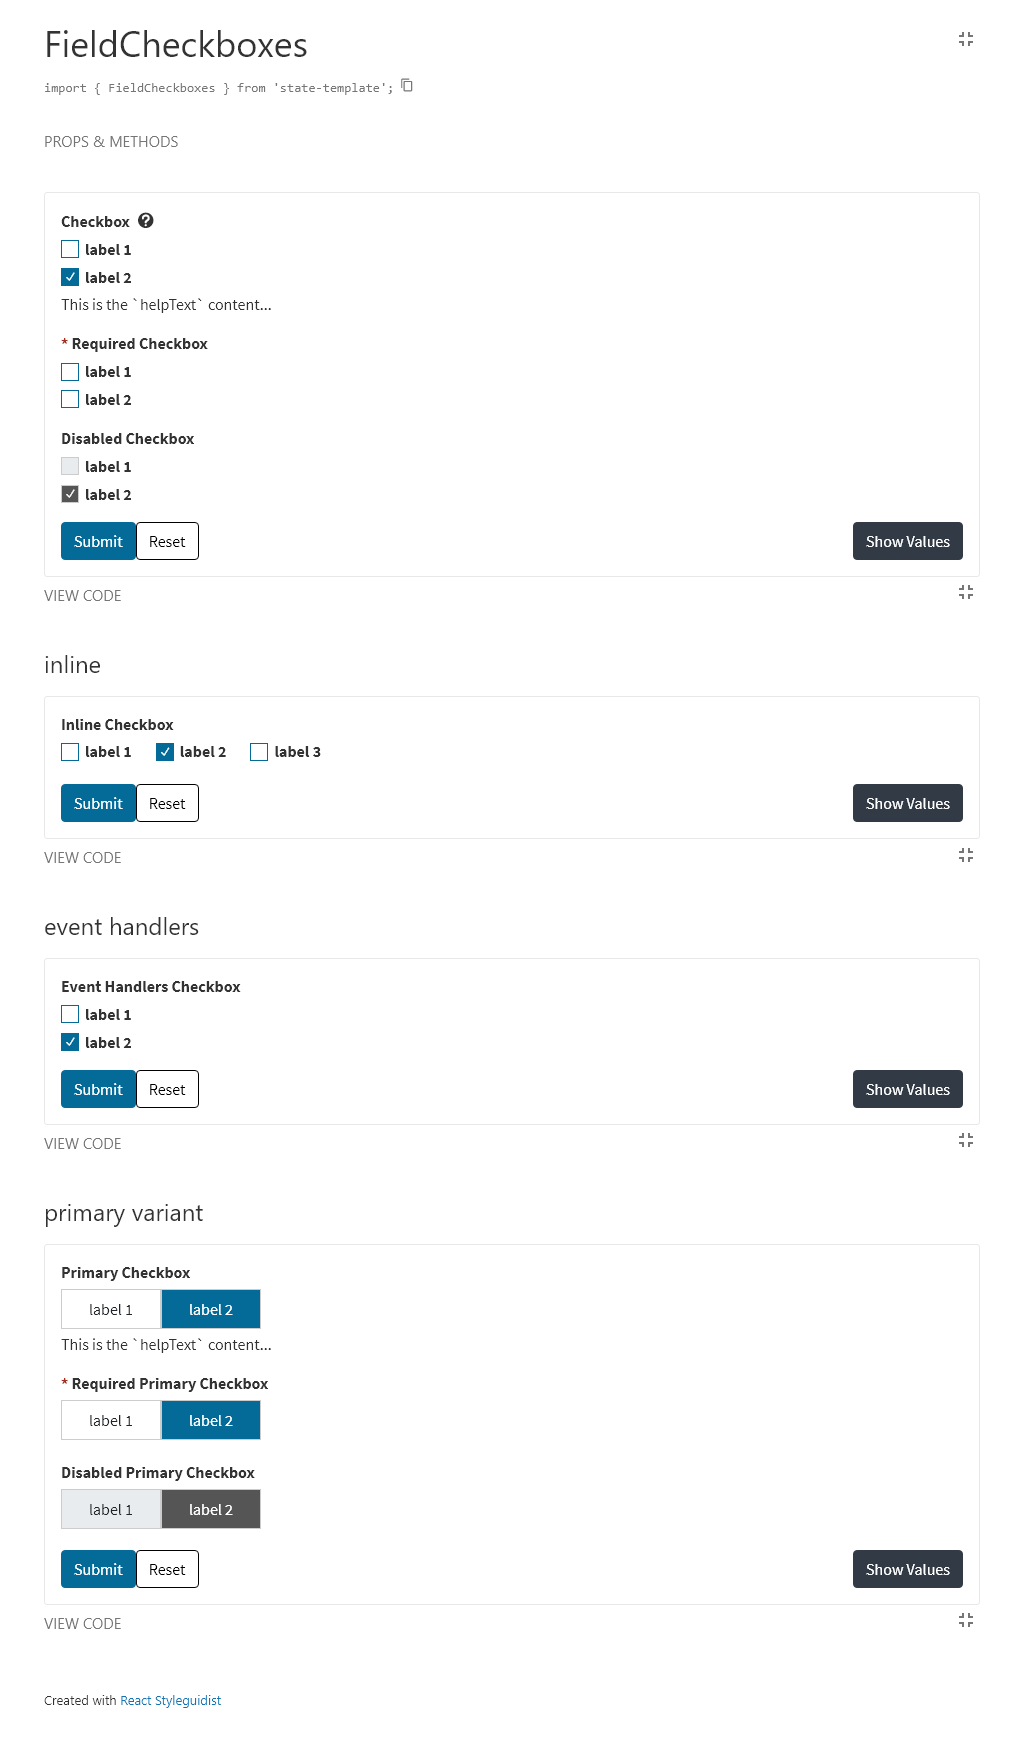 FieldCheckboxes
import { FieldCheckboxes } from 'state-template';
PROPS & METHODS
Checkbox
label 1
label 2
This is the `helpText` content...
* Required Checkbox
label 1
label 2
Disabled Checkbox
label 1
label 2
Submit Reset Show Values
VIEW CODE
inline
Inline Checkbox
label 1 label 2 label 3
Submit Reset Show Values
VIEW CODE
event handlers
Event Handlers Checkbox
label 1
label 2
Submit Reset Show Values
VIEW CODE
primary variant
Primary Checkbox
label 1 label 2
This is the `helpText` content...
* Required Primary Checkbox
label 1 label 2
Disabled Primary Checkbox
label 1 label 2
Submit Reset Show Values
VIEW CODE
Created with React Styleguidist